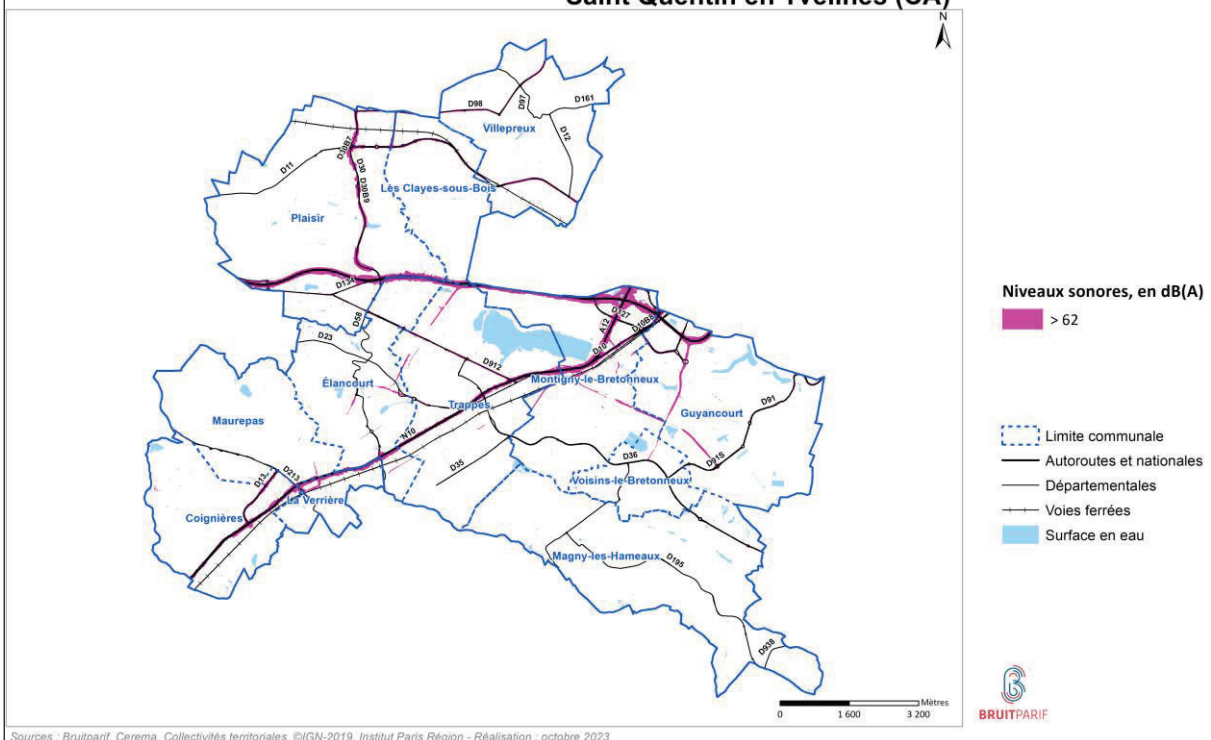 Saint Quentin en Yvelines (CA)
N
D98
D97
D161
Villepreux
D12
D30B7
D11
D30
D30B9
Les Clayes-sous-Bois
Plaisir
D134
D58
D127
A12
D10B8
D10
D23
D912
Élancourt
Montigny-le-Bretonneux
Trappes
Maurepas
Guyancourt
D91
N10
D36
D915
D35
D213
D13
Voisins-le-Bretonneux
La Verrière
Coignières
Magny-les-Hameaux
D195
D938
Mètres
0 1 600 3 200
Niveaux sonores, en dB(A)
> 62
Limite communale
Autoroutes et nationales
Départementales
Voies ferrées
Surface en eau
BRUITPARIF
Sources : Bruitparif, Cerema, Collectivités territoriales, ©IGN-2019, Institut Paris Région - Réalisation : octobre 2023